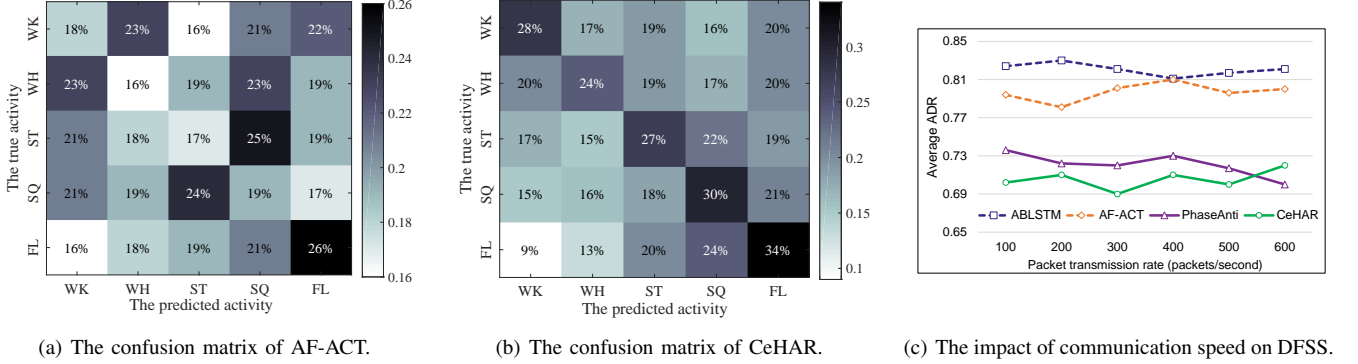 The true activity
WK
WH
ST
SQ
FL
18% 23% 16% 21% 22%
23% 16% 19% 23% 19%
21% 18% 17% 25% 19%
21% 19% 24% 19% 17%
16% 18% 19% 21% 26%
WK WH ST SQ FL
The predicted activity
0.26
0.24
0.22
0.2
0.18
0.16
(a) The confusion matrix of AF-ACT.
The true activity
WK
WH
ST
SQ
FL
28% 17% 19% 16% 20%
20% 24% 19% 17% 20%
17% 15% 27% 22% 19%
15% 16% 18% 30% 21%
9% 13% 20% 24% 34%
WK WH ST SQ FL
The predicted activity
0.3
0.25
0.2
0.15
0.1
(b) The confusion matrix of CeHAR.
Average ADR
0.85
0.81
0.77
0.73
0.69
0.65
ABLSTM AF-ACT PhaseAnti CeHAR
100 200 300 400 500 600
Packet transmission rate (packets/second)
(c) The impact of communication speed on DFSS.